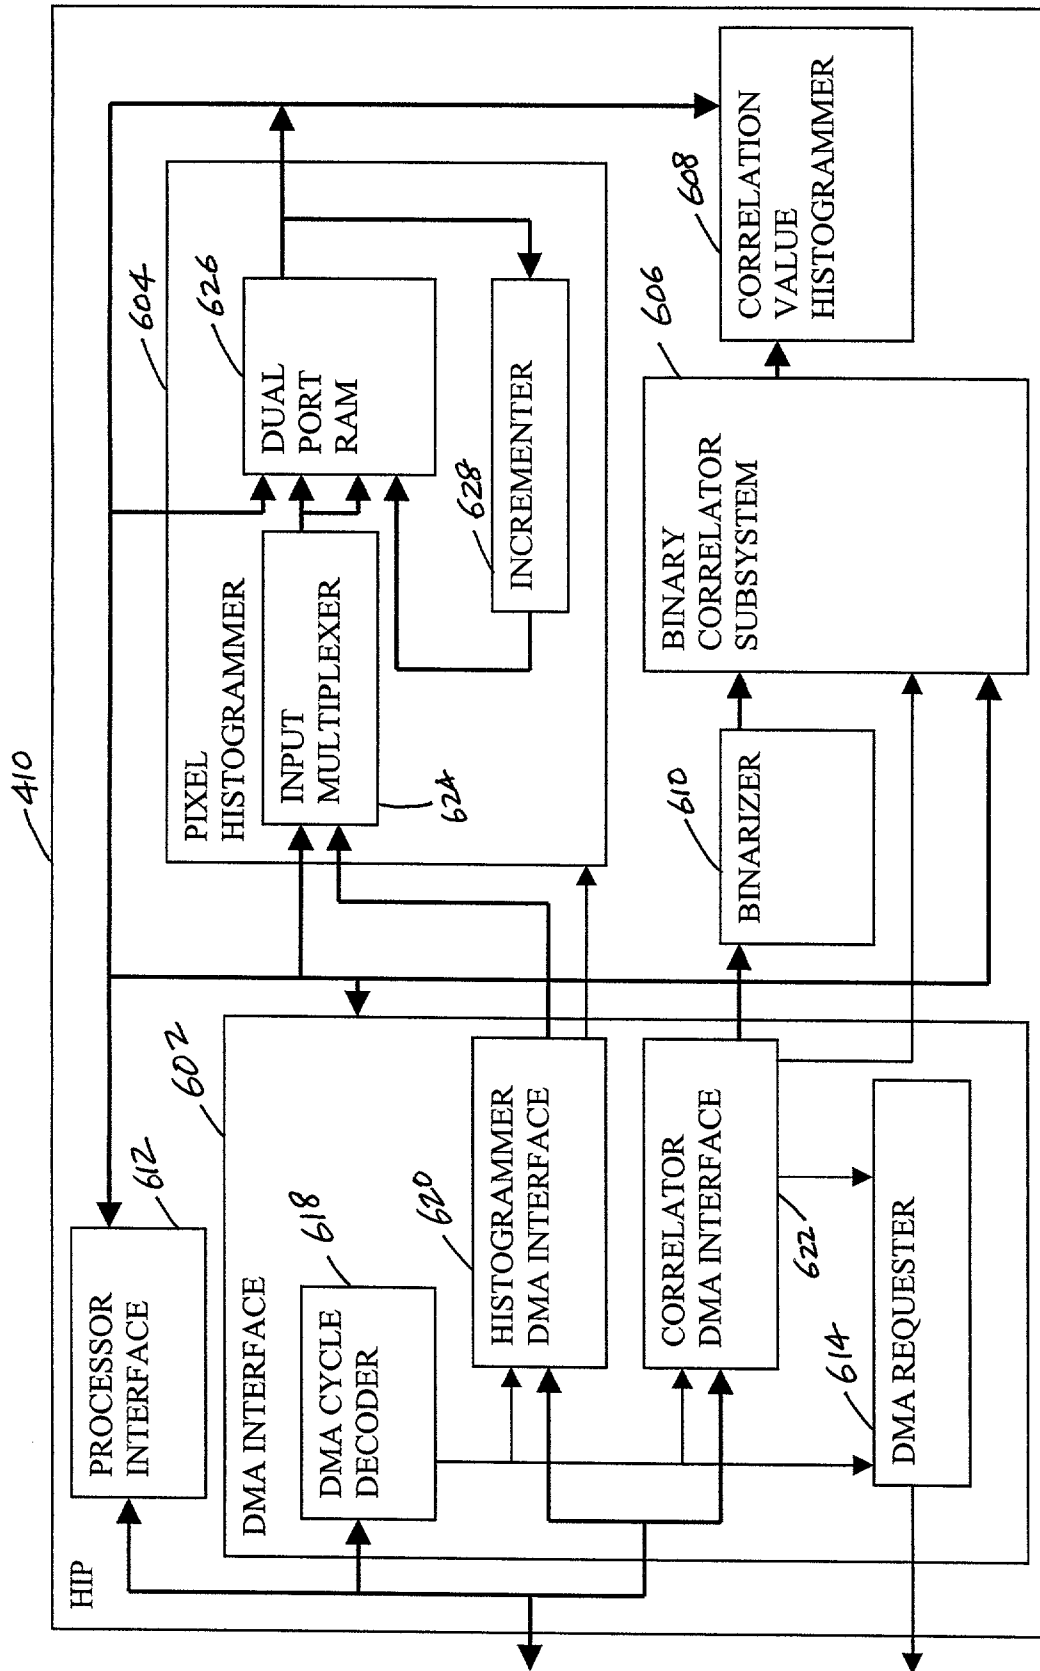 410
HIP
PROCESSOR
INTERFACE
612
602
DMA INTERFACE
DMA CYCLE
DECODER
618
HISTOGRAMMER
DMA INTERFACE
620
CORRELATOR
DMA INTERFACE
622
DMA REQUESTER
614
604
PIXEL
HISTOGRAMMER
INPUT
MULTIPLEXER
624
DUAL
PORT
RAM
626
INCREMENTER
628
BINARIZER
610
BINARY
CORRELATOR
SUBSYSTEM
606
CORRELATION
VALUE
HISTOGRAMMER
608